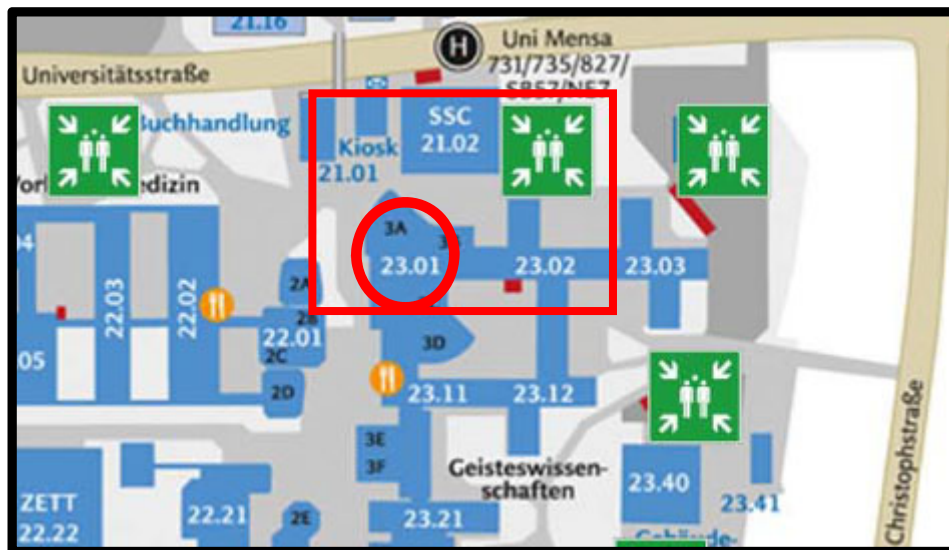 21.16
Uni Mensa
731/735/827/
Universitätsstraße
SSC
21.02
Buchhandlung
Kiosk
21.01
3A
23.01
23.02
23.03
22.03
22.02
2A
22.01
2C
2D
3D
23.11
23.12
3E
3F
Geisteswissen-
schaften
23.40
23.41
ZETT
22.22
22.21
2E
23.21
Christophstraße
H